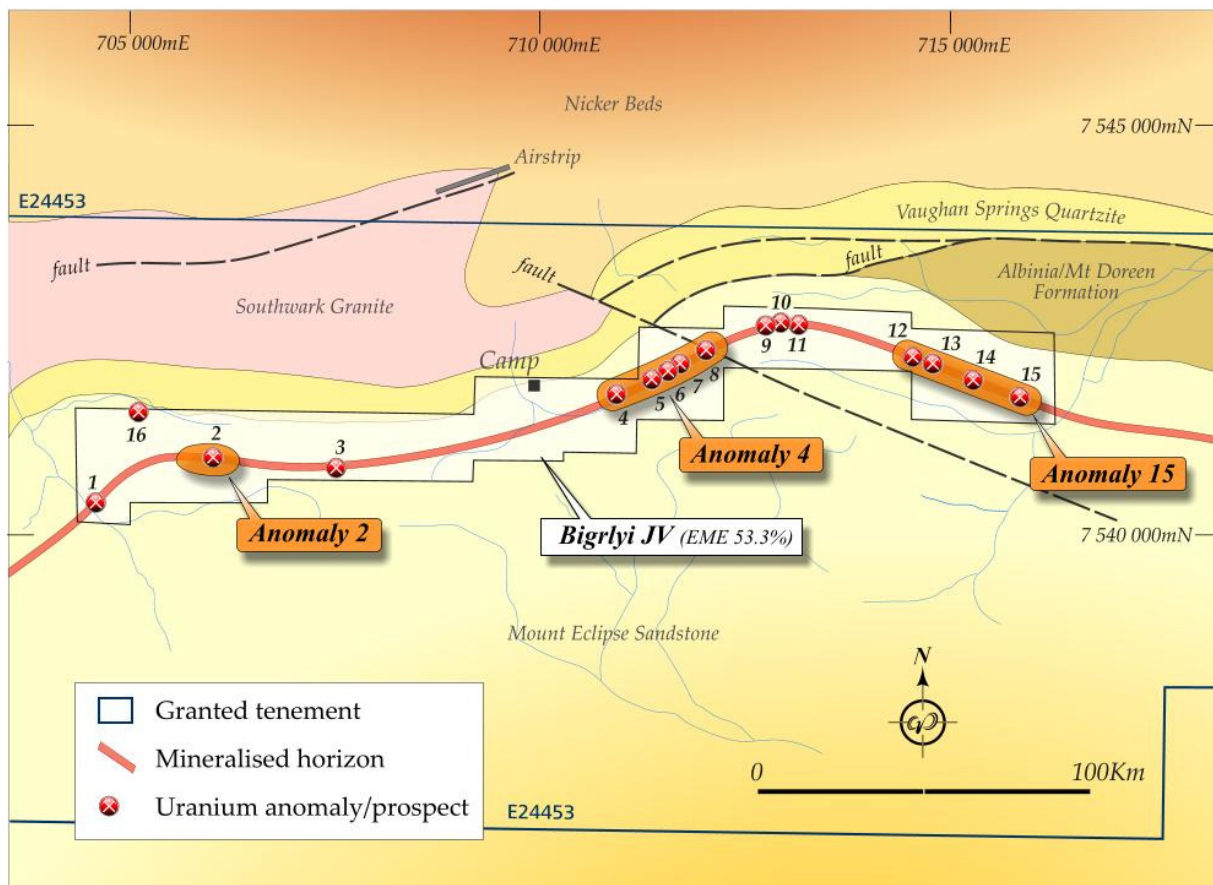 705 000mE
710 000mE
715 000mE
Nicker Beds
7 545 000mN
Airstrip
E24453
Vaughan Springs Quartzite
fault
fault
fault
Albinia/Mt Doreen
Formation
Southwark Granite
10
9
11
12
13
14
15
Camp
8
7
6
5
4
16
2
3
1
Anomaly 4
Anomaly 15
Anomaly 2
Bigrlyi JV (EME 53.3%)
7 540 000mN
Mount Eclipse Sandstone
N
Granted tenement
Mineralised horizon
Uranium anomaly/prospect
0
100Km
E24453